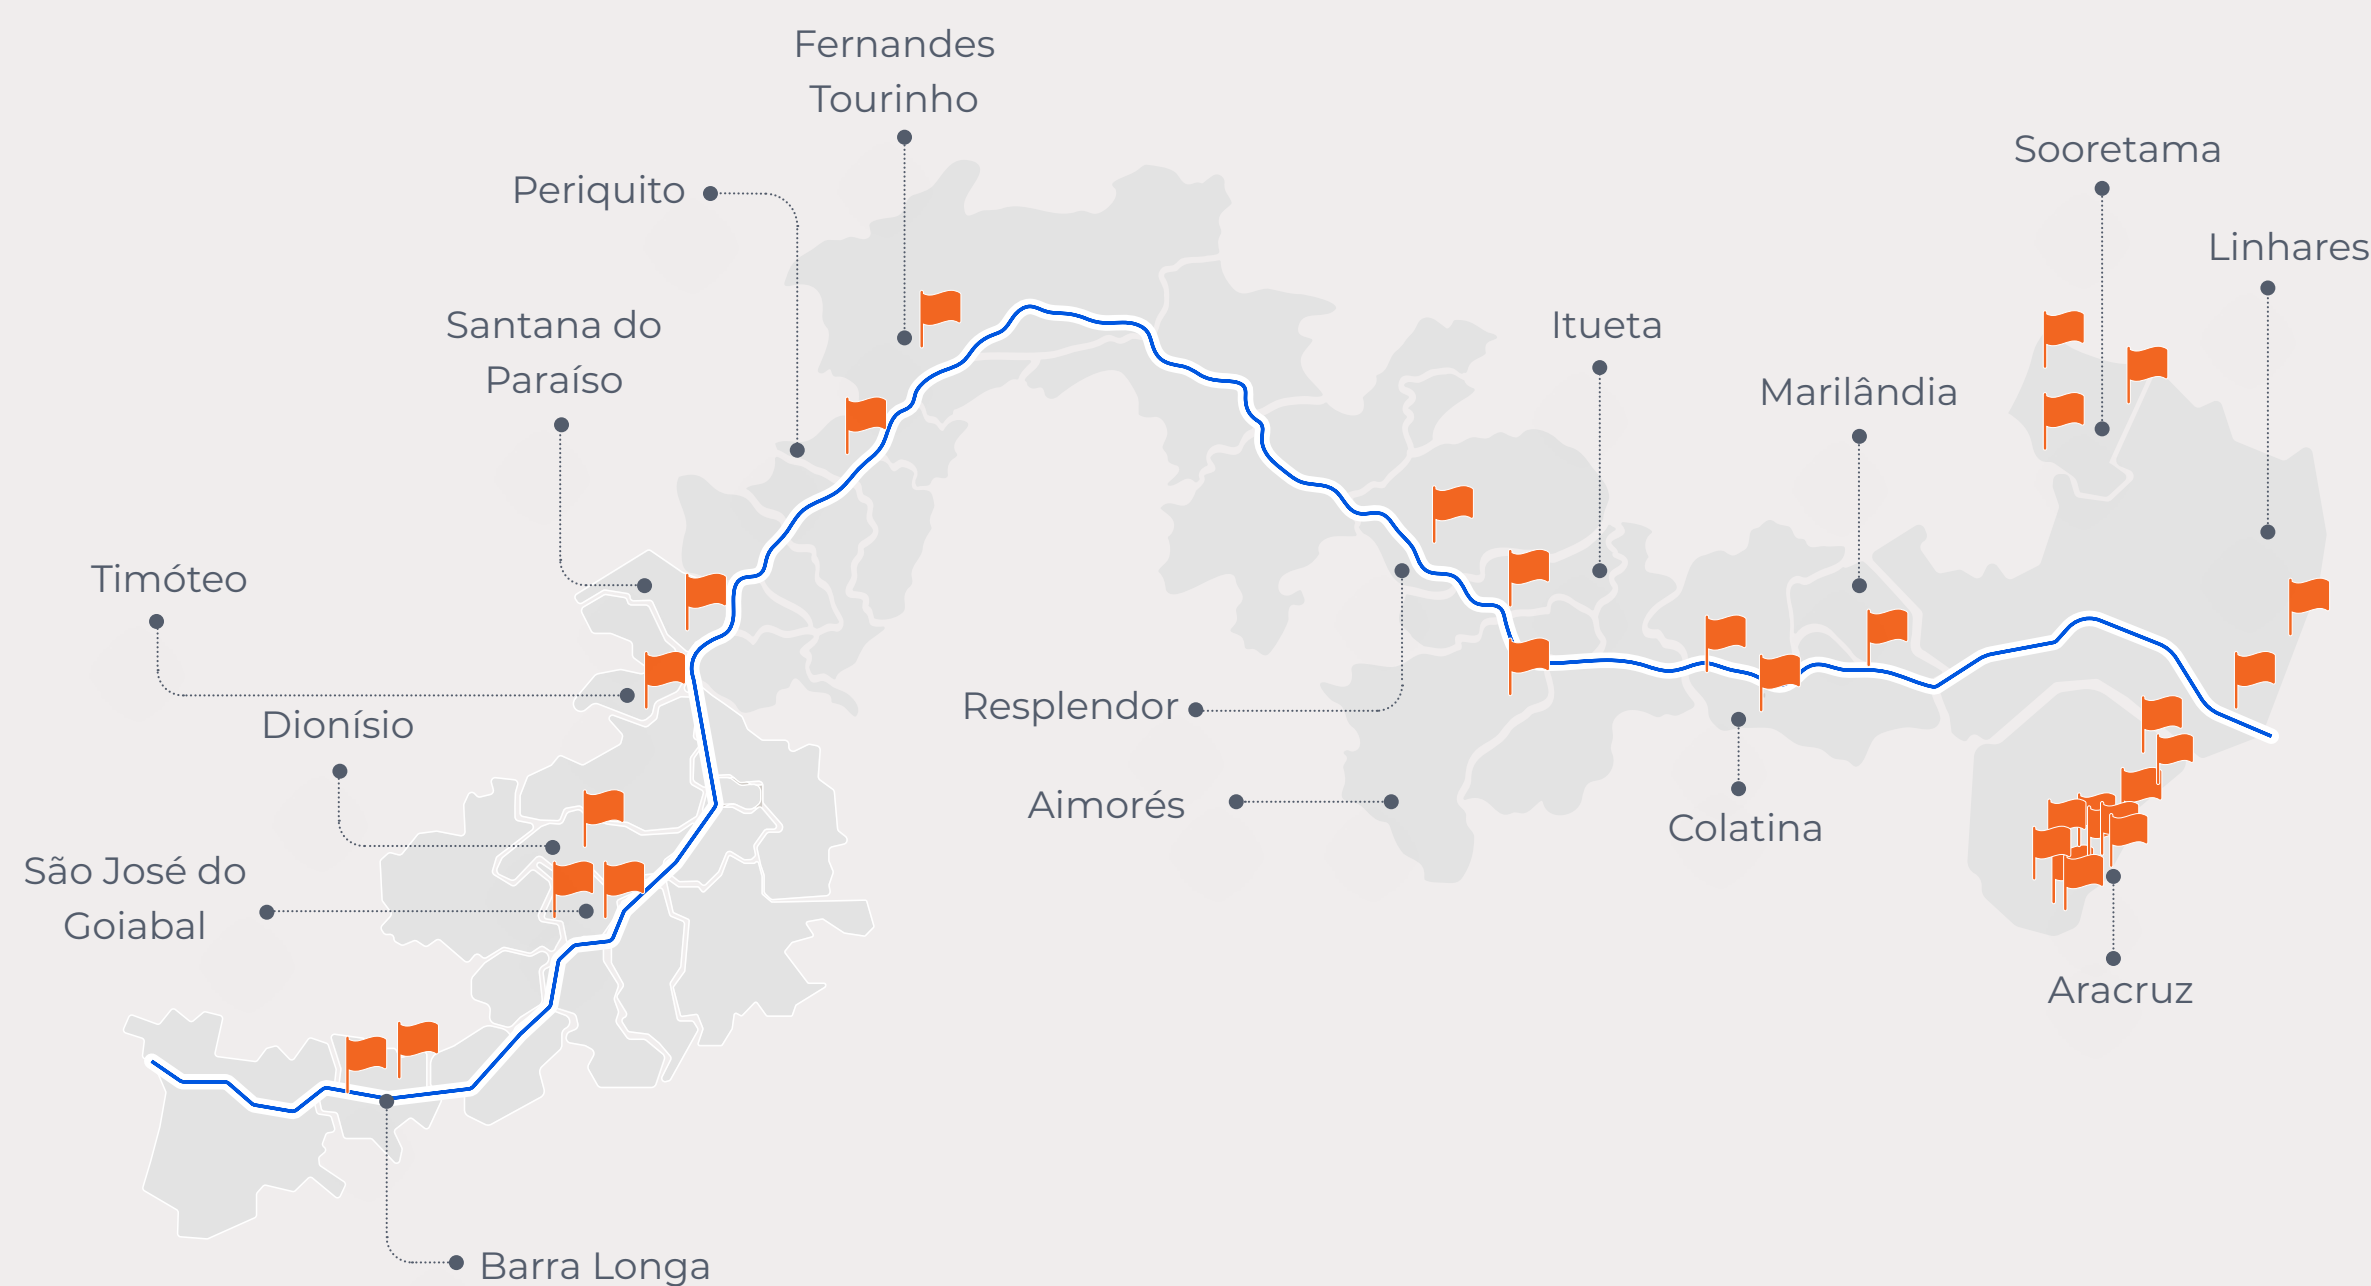 Fernandes
Tourinho
Sooretama
Periquito
Linhares
Santana do
Paraíso
Itueta
Marilândia
Timóteo
Dionísio
Resplendor
Aimorés
Colatina
São José do
Goiabal
Aracruz
Barra Longa